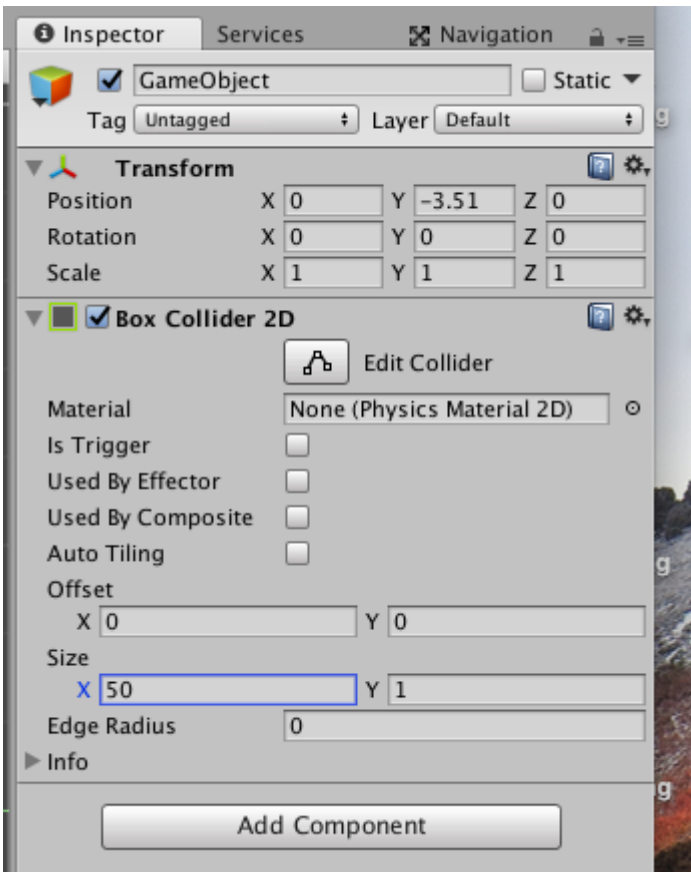 Inspector Services Navigation
GameObject Static
Tag Untagged Layer Default
g
Transform
Position X 0 Y -3.51 Z 0
Rotation X 0 Y 0 Z 0
Scale X 1 Y 1 Z 1
Box Collider 2D
Edit Collider
Material None (Physics Material 2D)
Is Trigger
Used By Effector
Used By Composite
Auto Tiling
g
Offset
X 0 Y 0
Size
X 50 Y 1
Edge Radius 0
Info
g
Add Component